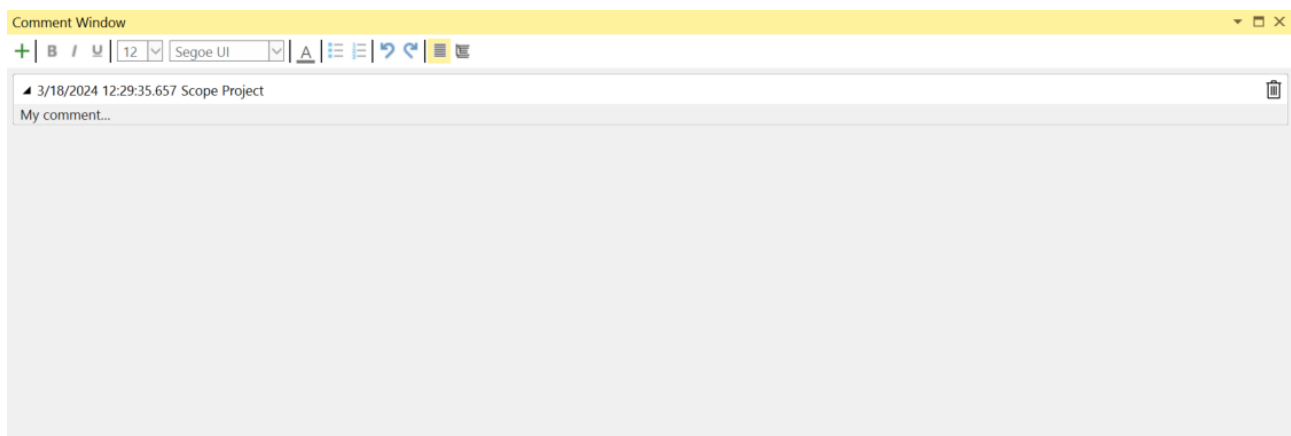 Comment Window
B I U 12 Segoe UI A
3/18/2024 12:29:35.657 Scope Project
My comment...